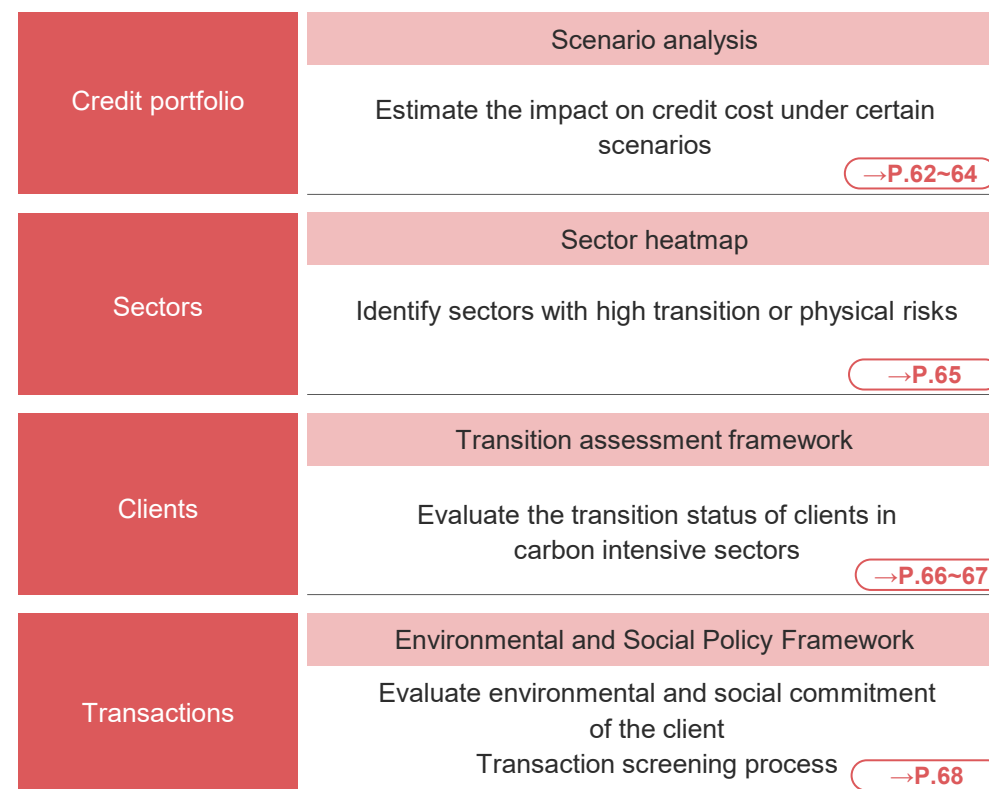 Credit portfolio
Scenario analysis
Estimate the impact on credit cost under certain
scenarios
→P.62~64
Sectors
Sector heatmap
Identify sectors with high transition or physical risks
→P.65
Clients
Transition assessment framework
Evaluate the transition status of clients in
carbon intensive sectors
→P.66~67
Transactions
Environmental and Social Policy Framework
Evaluate environmental and social commitment
of the client
Transaction screening process
→P.68